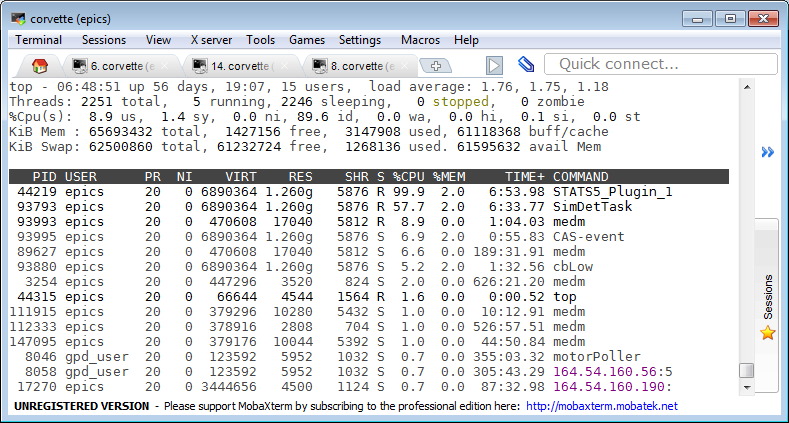 corvette (epics)
Terminal Sessions View X server Tools Games Settings Macros Help
6. corvette (e 14. corvette ( 8. corvette (e Quick connect...
top - 06:48:51 up 56 days, 19:07, 15 users, load average: 1.76, 1.75, 1.18
Threads: 2251 total, 5 running, 2246 sleeping, 0 stopped, 0 zombie
%Cpu(s): 8.9 us, 1.4 sy, 0.0 ni, 89.6 id, 0.0 wa, 0.0 hi, 0.1 si, 0.0 st
KiB Mem : 65693432 total, 1427156 free, 3147908 used, 61118368 buff/cache
KiB Swap: 62500860 total, 61232724 free, 1268136 used. 61595632 avail Mem
PID USER PR NI VIRT RES SHR S %CPU %MEM TIME+ COMMAND
44219 epics 20 0 6890364 1.260g 5876 R 99.9 2.0 6:53.98 STATS5_Plugin_1
93793 epics 20 0 6890364 1.260g 5876 R 57.7 2.0 6:33.77 SimDetTask
93993 epics 20 0 470608 17040 5812 R 8.9 0.0 1:04.03 medm
93995 epics 20 0 6890364 1.260g 5876 S 6.9 2.0 0:55.83 CAS-event
89627 epics 20 0 470608 17040 5812 S 6.6 0.0 189:31.91 medm
93880 epics 20 0 6890364 1.260g 5876 S 5.2 2.0 1:32.56 cbLow
3254 epics 20 0 447296 3520 824 S 2.0 0.0 626:21.20 medm
44315 epics 20 0 66644 4544 1564 R 1.6 0.0 0:00.52 top
111915 epics 20 0 379296 10280 5432 S 1.0 0.0 10:12.91 medm
112333 epics 20 0 378916 2808 704 S 1.0 0.0 526:57.51 medm
147095 epics 20 0 379176 10044 5392 S 1.0 0.0 44:50.84 medm
8046 gpd_user 20 0 123592 5952 1032 S 0.7 0.0 355:03.32 motorPoller
8058 gpd_user 20 0 123592 5952 1032 S 0.7 0.0 305:43.29 164.54.160.56:5
17270 epics 20 0 3444656 4500 1124 S 0.7 0.0 87:32.98 164.54.160.190:
Sessions
UNREGISTERED VERSION - Please support MobaXterm by subscribing to the professional edition here: http://mobaxterm.mobatek.net